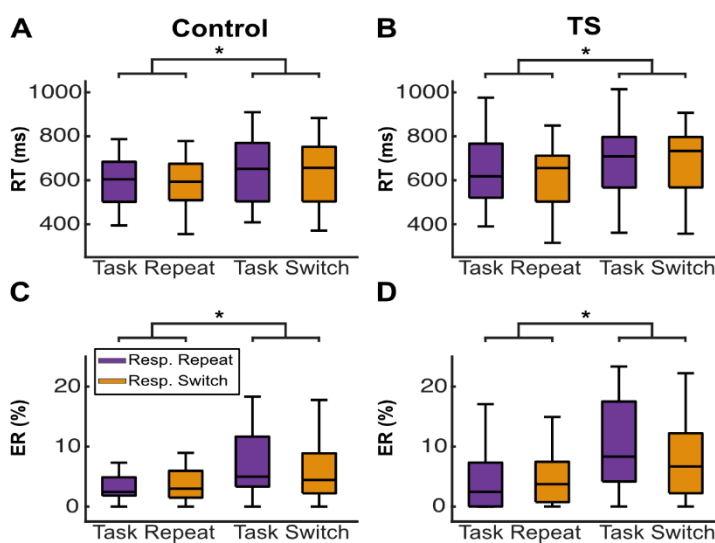 A
Control
*
RT (ms)
1000
800
600
400
Task Repeat
Task Switch
B
TS
*
RT (ms)
1000
800
600
400
Task Repeat
Task Switch
C
*
Resp. Repeat
Resp. Switch
ER (%)
20
10
0
Task Repeat
Task Switch
D
*
ER (%)
20
10
0
Task Repeat
Task Switch